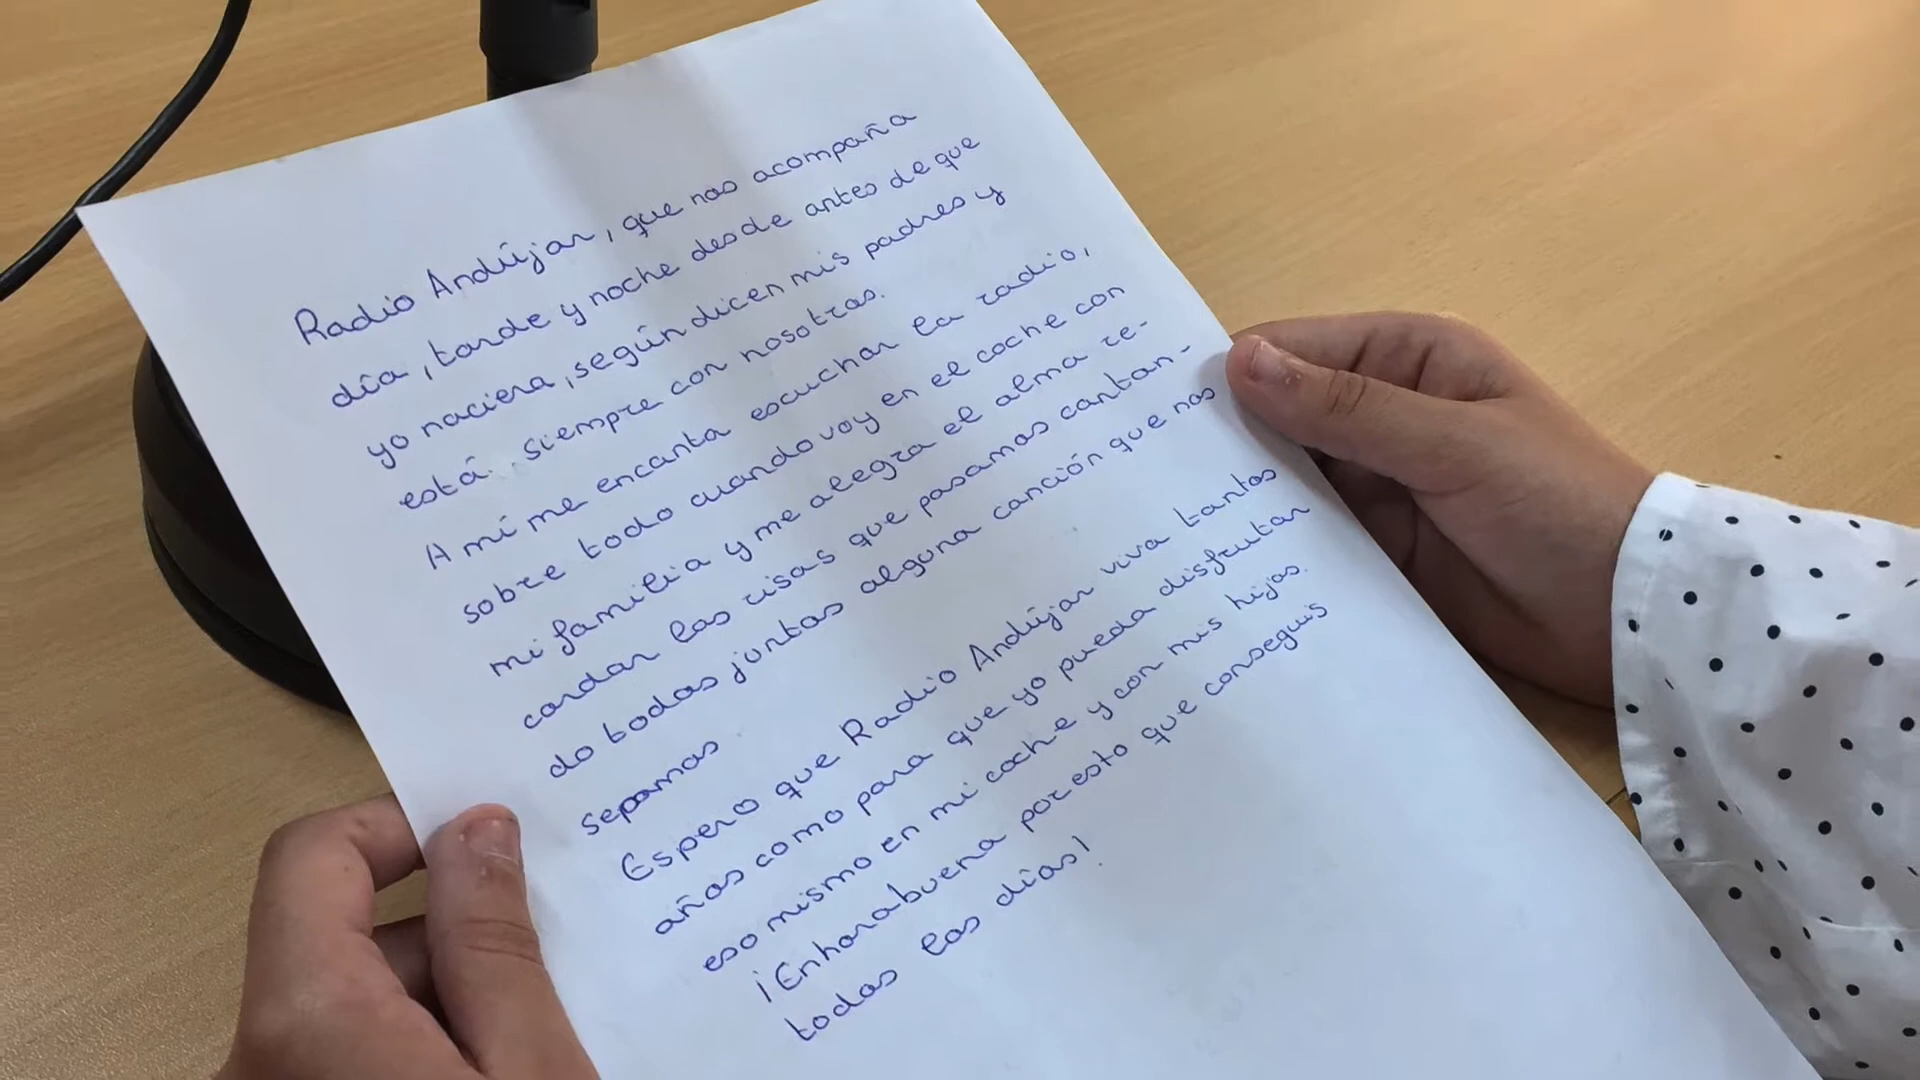 Radio Andújar, que nos acompaña
día, tarde y noche desde antes de que
yo naciera, según dicen mis padres y
está siempre con nosotros.
A mí me encanta escuchar la radio,
sobre todo cuando voy en el coche con
mi familia y me alegra el alma re-
cordar las risas que pasamos cantan-
do todos juntos alguna canción que nos
sepamos
Espero que Radio Andújar viva tantos
años como para que yo pueda disfrutar
eso mismo en mi coche y con mis hijos.
¡Enhorabuena por esto que conseguís
todos los días!